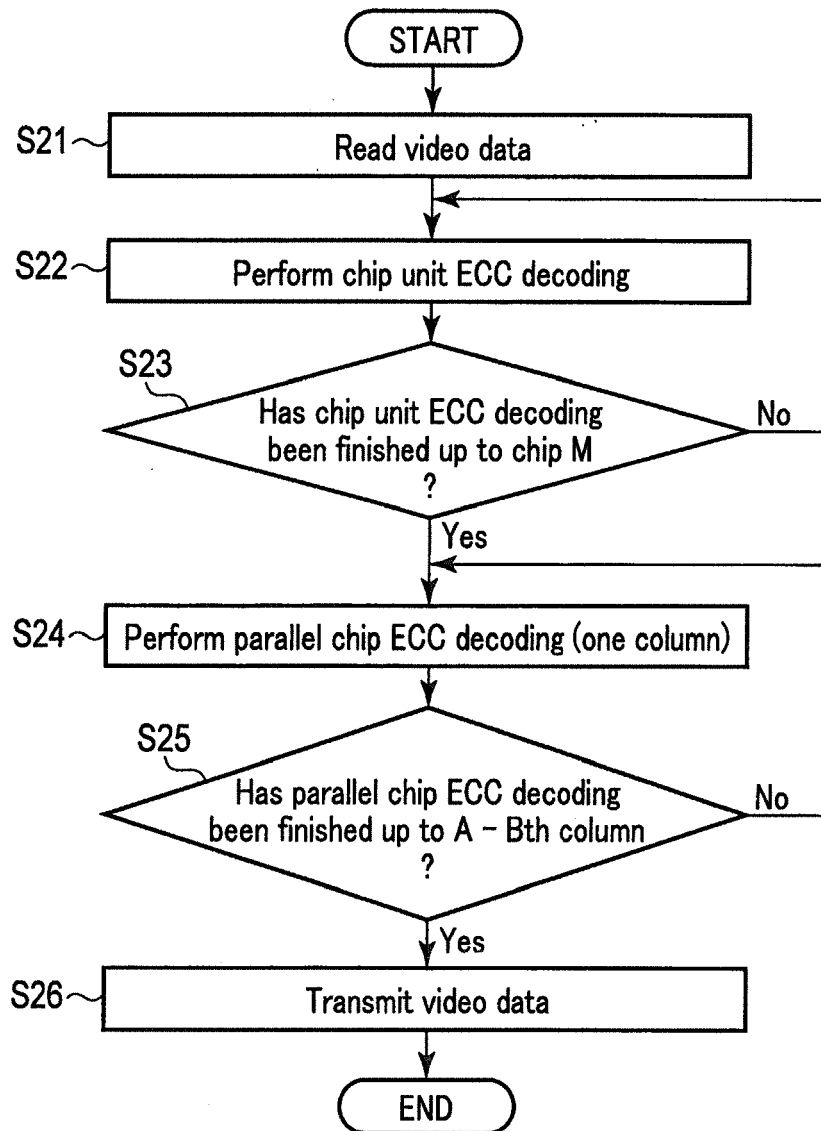 START
S21
Read video data
S22
Perform chip unit ECC decoding
S23
Has chip unit ECC decoding
been finished up to chip M
?
No
Yes
S24
Perform parallel chip ECC decoding (one column)
S25
Has parallel chip ECC decoding
been finished up to A - Bth column
?
No
Yes
S26
Transmit video data
END